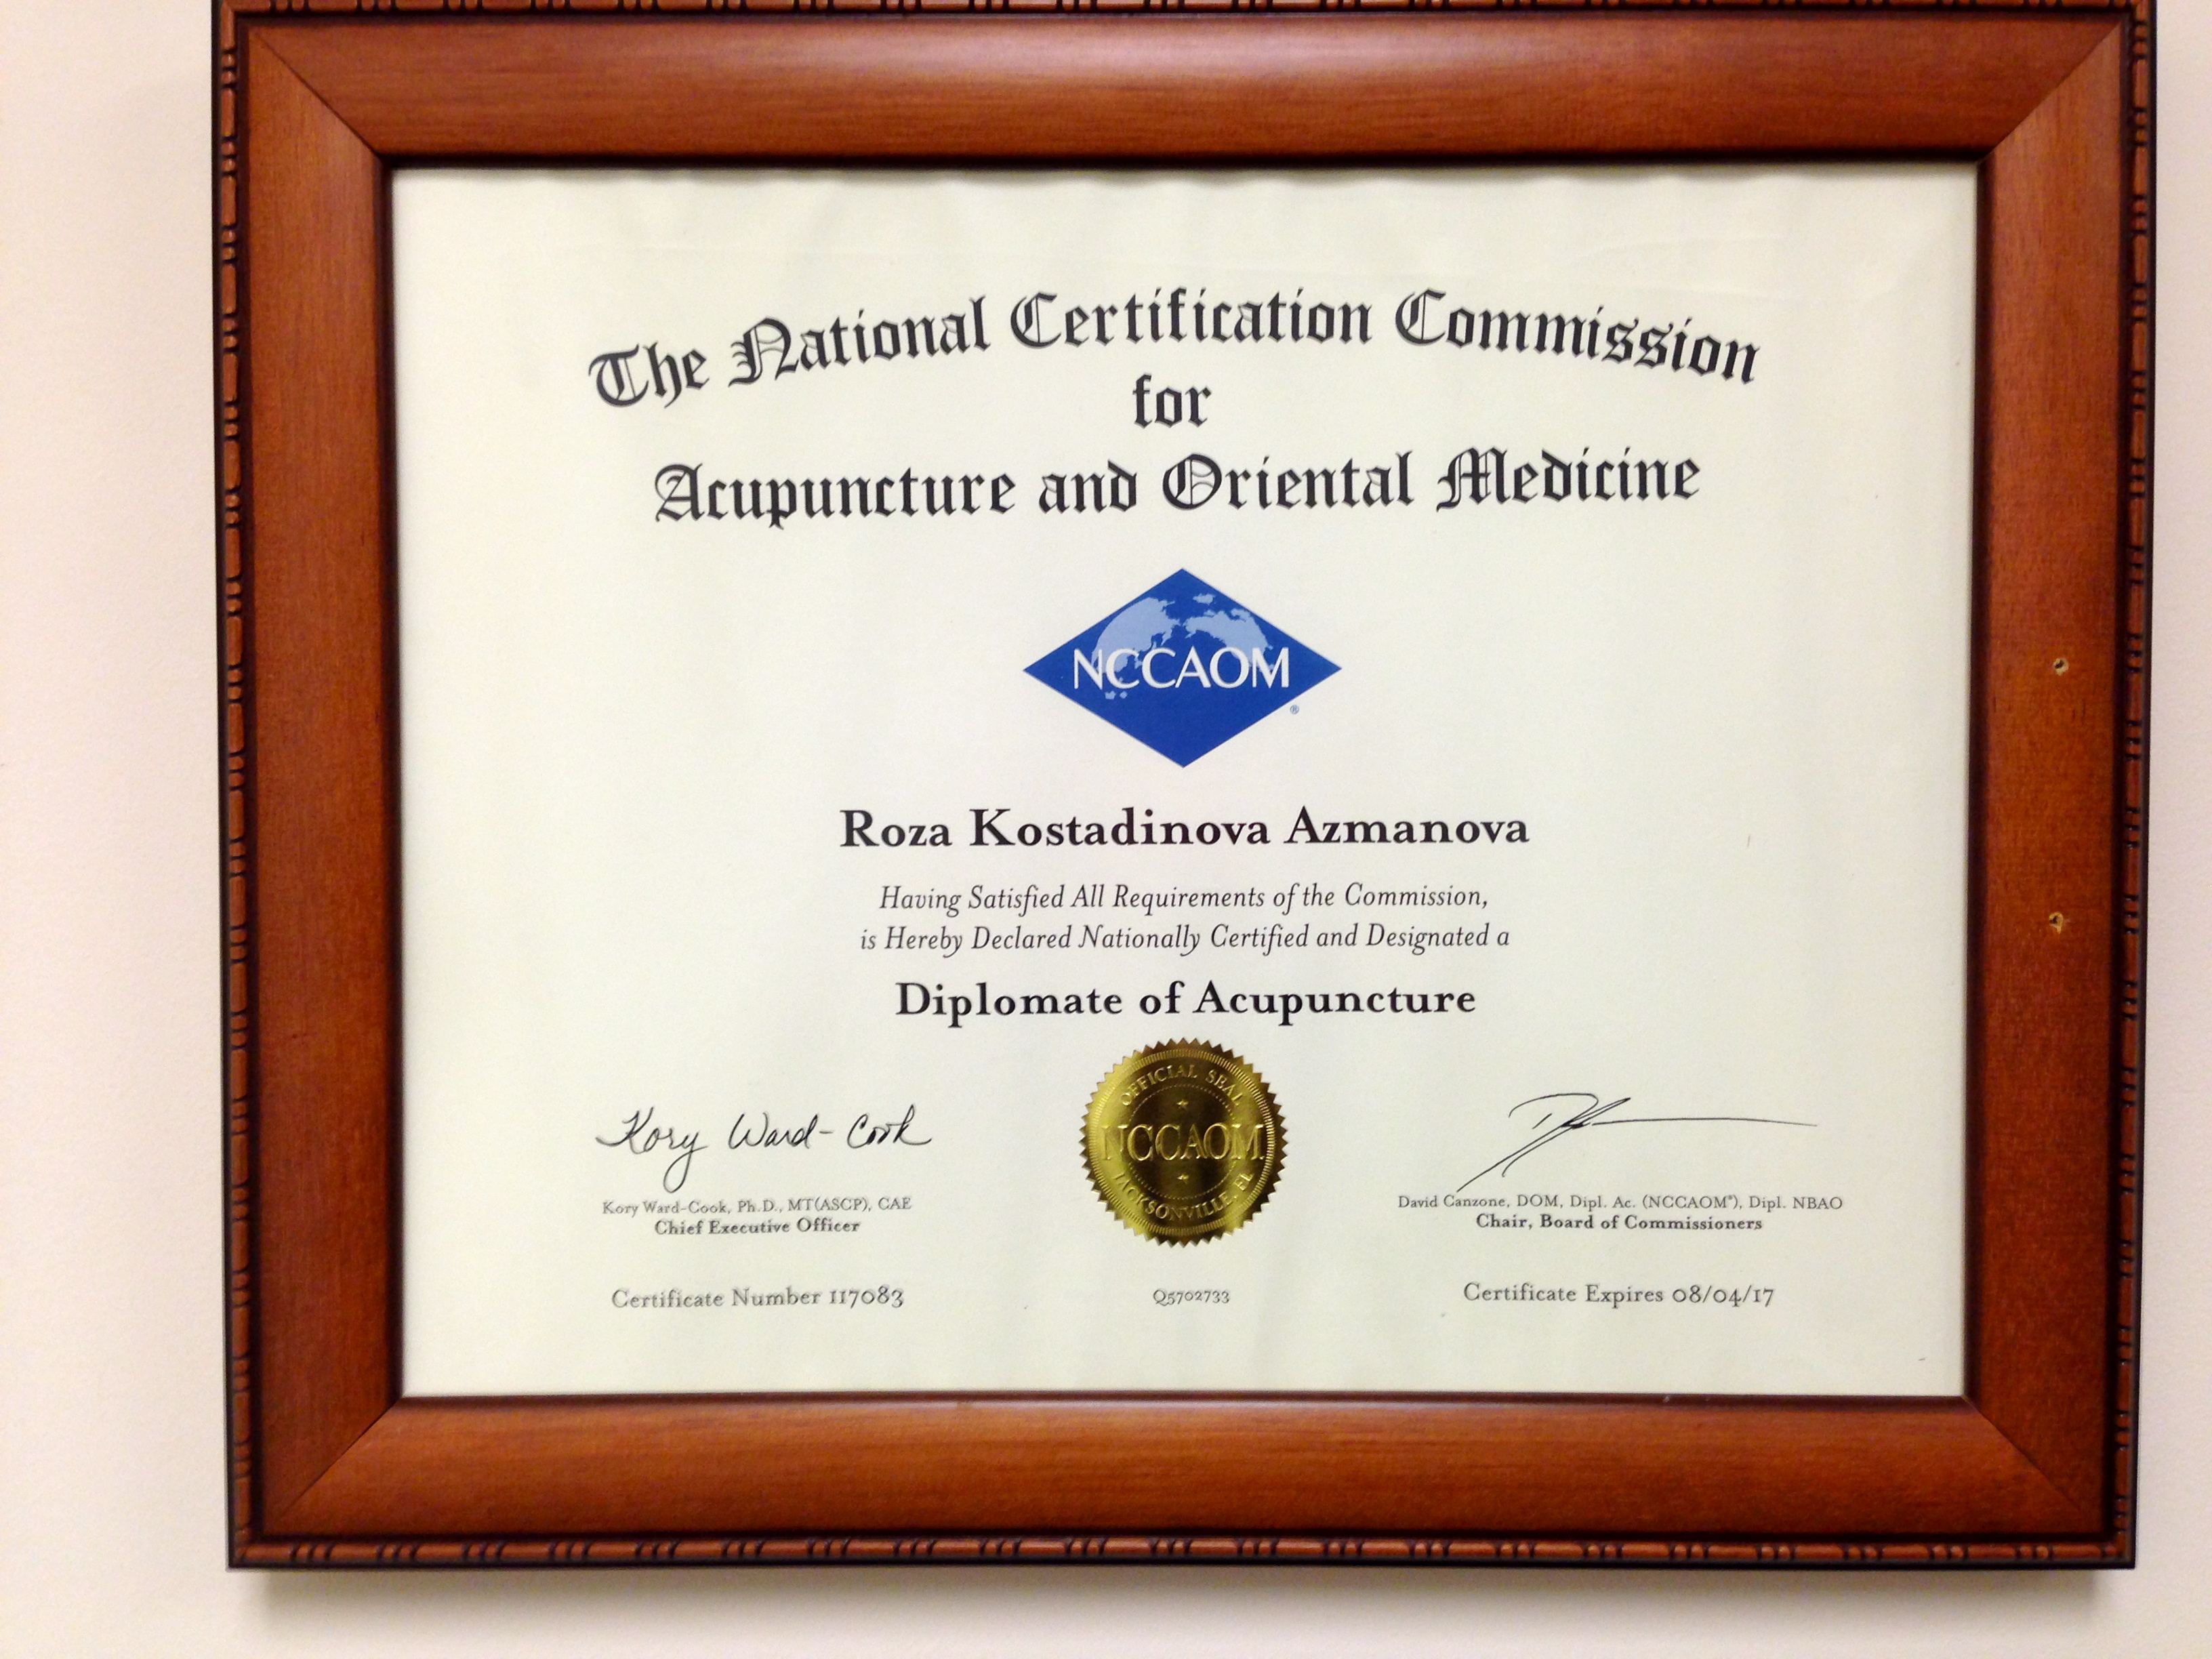 The National Certification Commission
for
Acupuncture and Oriental Medicine
NCCAOM
®
Roza Kostadinova Azmanova
Having Satisfied All Requirements of the Commission,
is Hereby Declared Nationally Certified and Designated a
Diplomate of Acupuncture
OFFICIAL SEAL
NCCAOM
JACKSONVILLE, FL
Kory Ward-Cook
Kory Ward-Cook, Ph.D., MT(ASCP), CAE
Chief Executive Officer
David Canzone, DOM, Dipl. Ac. (NCCAOM®), Dipl. NBAO
Chair, Board of Commissioners
Certificate Number 117083
Q5702733
Certificate Expires 08/04/17